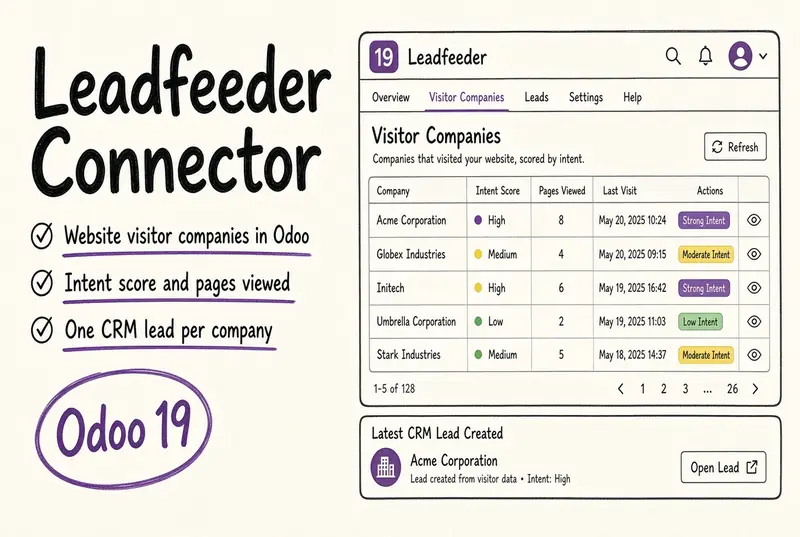 Leadfeeder
Connector
Website visitor companies in Odoo
Intent score and pages viewed
One CRM lead per company
Odoo 19
19 Leadfeeder
Overview Visitor Companies Leads Settings Help
Visitor Companies
Companies that visited your website, scored by intent.
Refresh
Company Intent Score Pages Viewed Last Visit Actions
Acme Corporation High 8 May 20, 2025 10:24 Strong Intent
Globex Industries Medium 4 May 20, 2025 09:15 Moderate Intent
Initech High 6 May 19, 2025 16:42 Strong Intent
Umbrella Corporation Low 2 May 19, 2025 11:03 Low Intent
Stark Industries Medium 5 May 18, 2025 14:37 Moderate Intent
1-5 of 128 1 2 3 ... 26
Latest CRM Lead Created
Acme Corporation
Lead created from visitor data • Intent: High
Open Lead